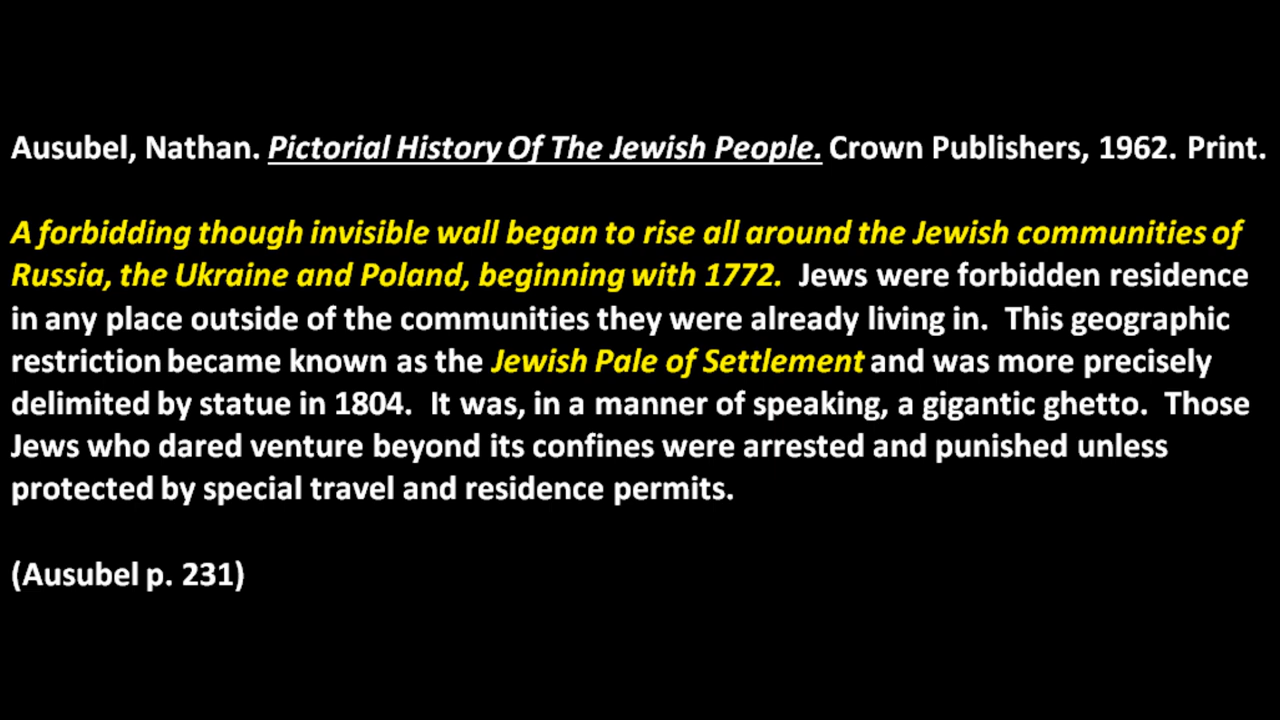 Ausubel, Nathan. Pictorial History Of The Jewish People. Crown Publishers, 1962. Print.
A forbidding though invisible wall began to rise all around the Jewish communities of
Russia, the Ukraine and Poland, beginning with 1772. Jews were forbidden residence
in any place outside of the communities they were already living in. This geographic
restriction became known as the Jewish Pale of Settlement and was more precisely
delimited by statue in 1804. It was, in a manner of speaking, a gigantic ghetto. Those
Jews who dared venture beyond its confines were arrested and punished unless
protected by special travel and residence permits.
(Ausubel p. 231)